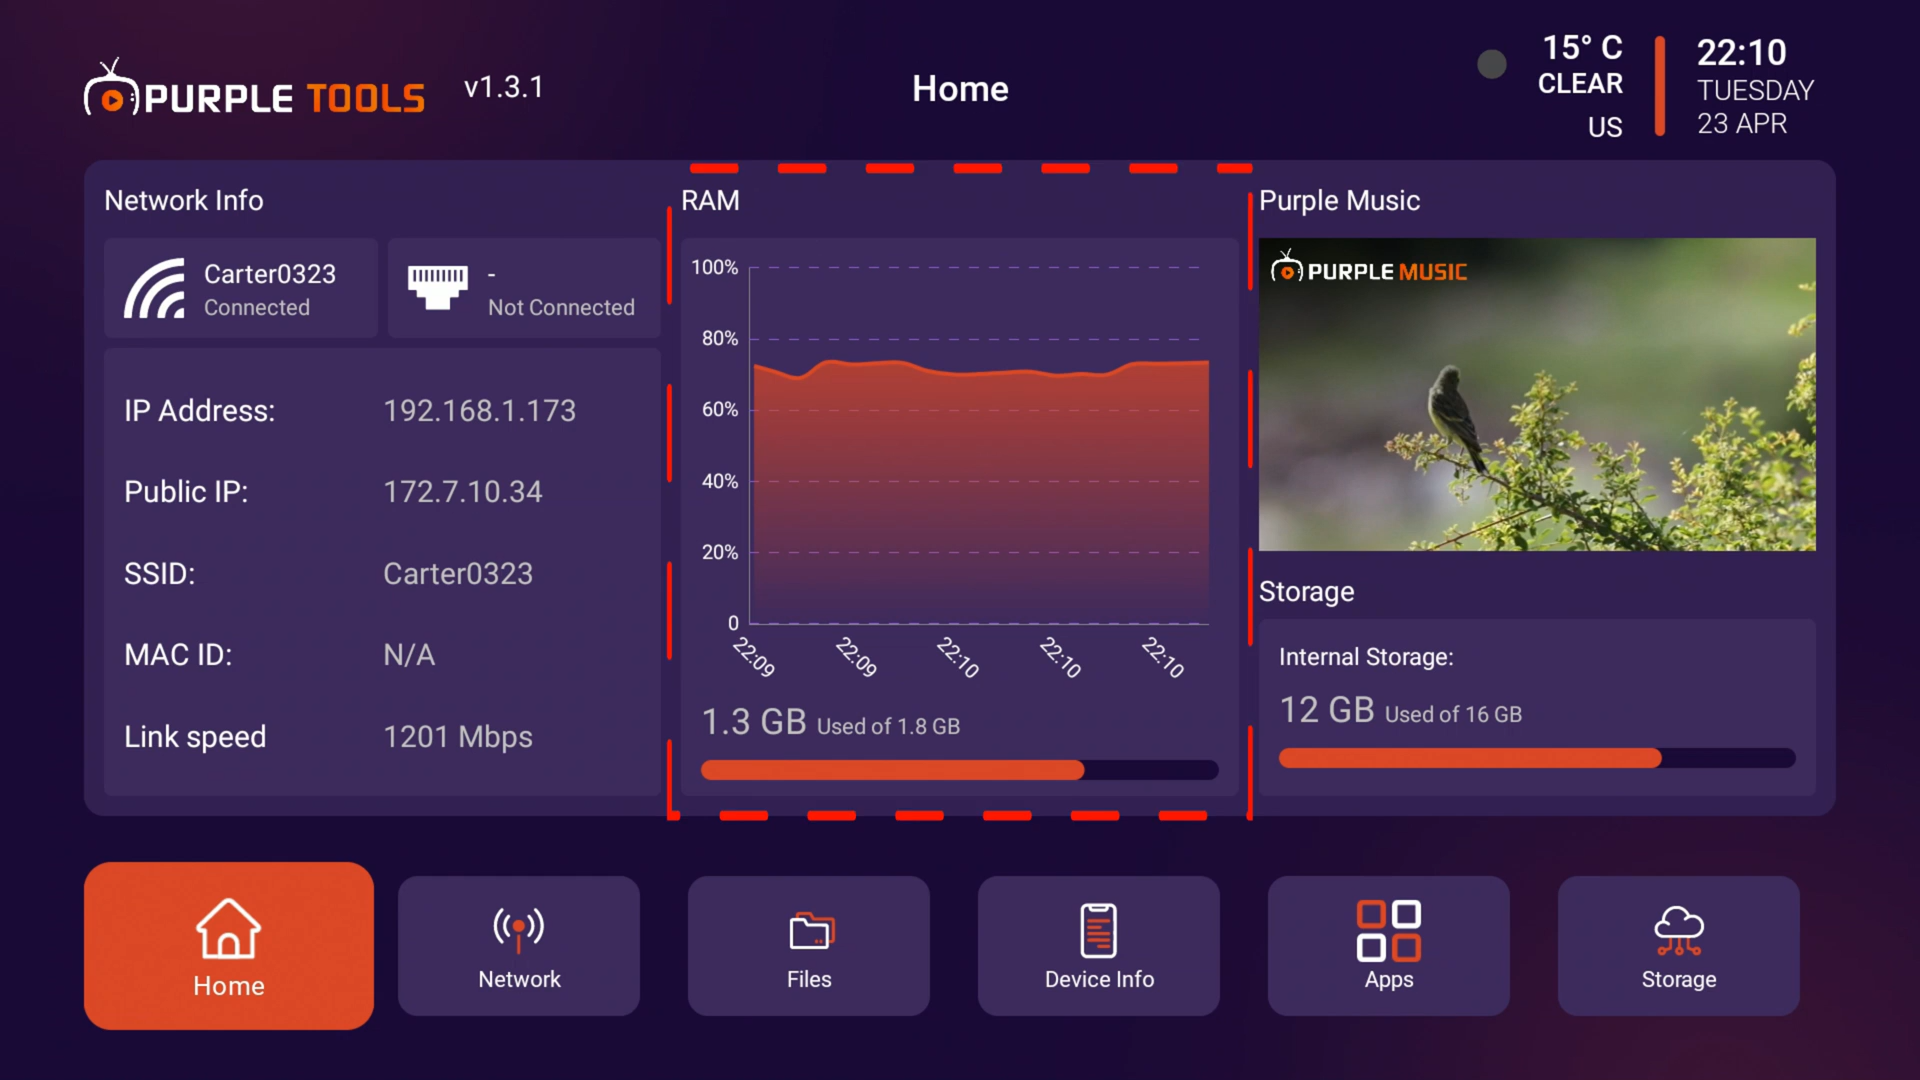 PURPLE TOOLS
v1.3.1
Home
15° C
CLEAR
US
22:10
TUESDAY
23 APR
Network Info
Carter0323
Connected
-
Not Connected
IP Address: 192.168.1.173
Public IP: 172.7.10.34
SSID: Carter0323
MAC ID: N/A
Link speed 1201 Mbps
RAM
100%
80%
60%
40%
20%
0
22:09 22:09 22:10 22:10 22:10
1.3 GB Used of 1.8 GB
Purple Music
PURPLE MUSIC
Storage
Internal Storage:
12 GB Used of 16 GB
Home
Network
Files
Device Info
Apps
Storage